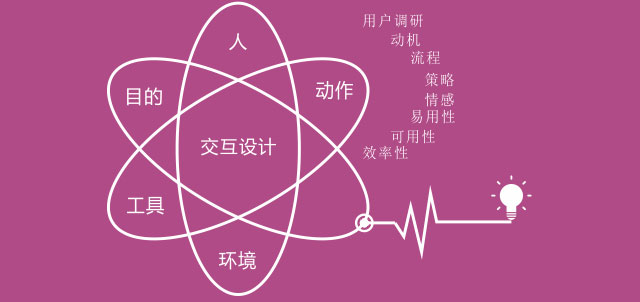 人
目的
动作
交互设计
工具
环境
用户调研
动机
流程
策略
情感
易用性
可用性
效率性